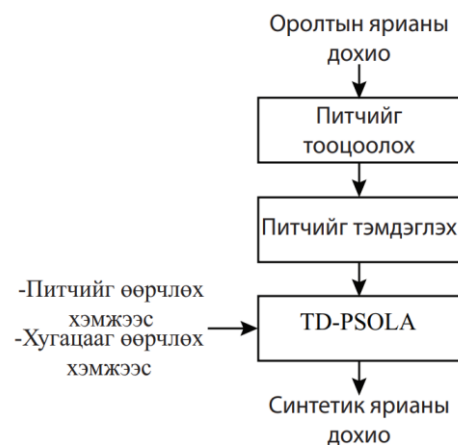 Оролтын ярианы
дохио
Питчийг
тооцоолох
Питчийг тэмдэглэх
-Питчийг өөрчлөх
хэмжээс
-Хугацааг өөрчлөх
хэмжээс
TD-PSOLA
Синтетик ярианы
дохио